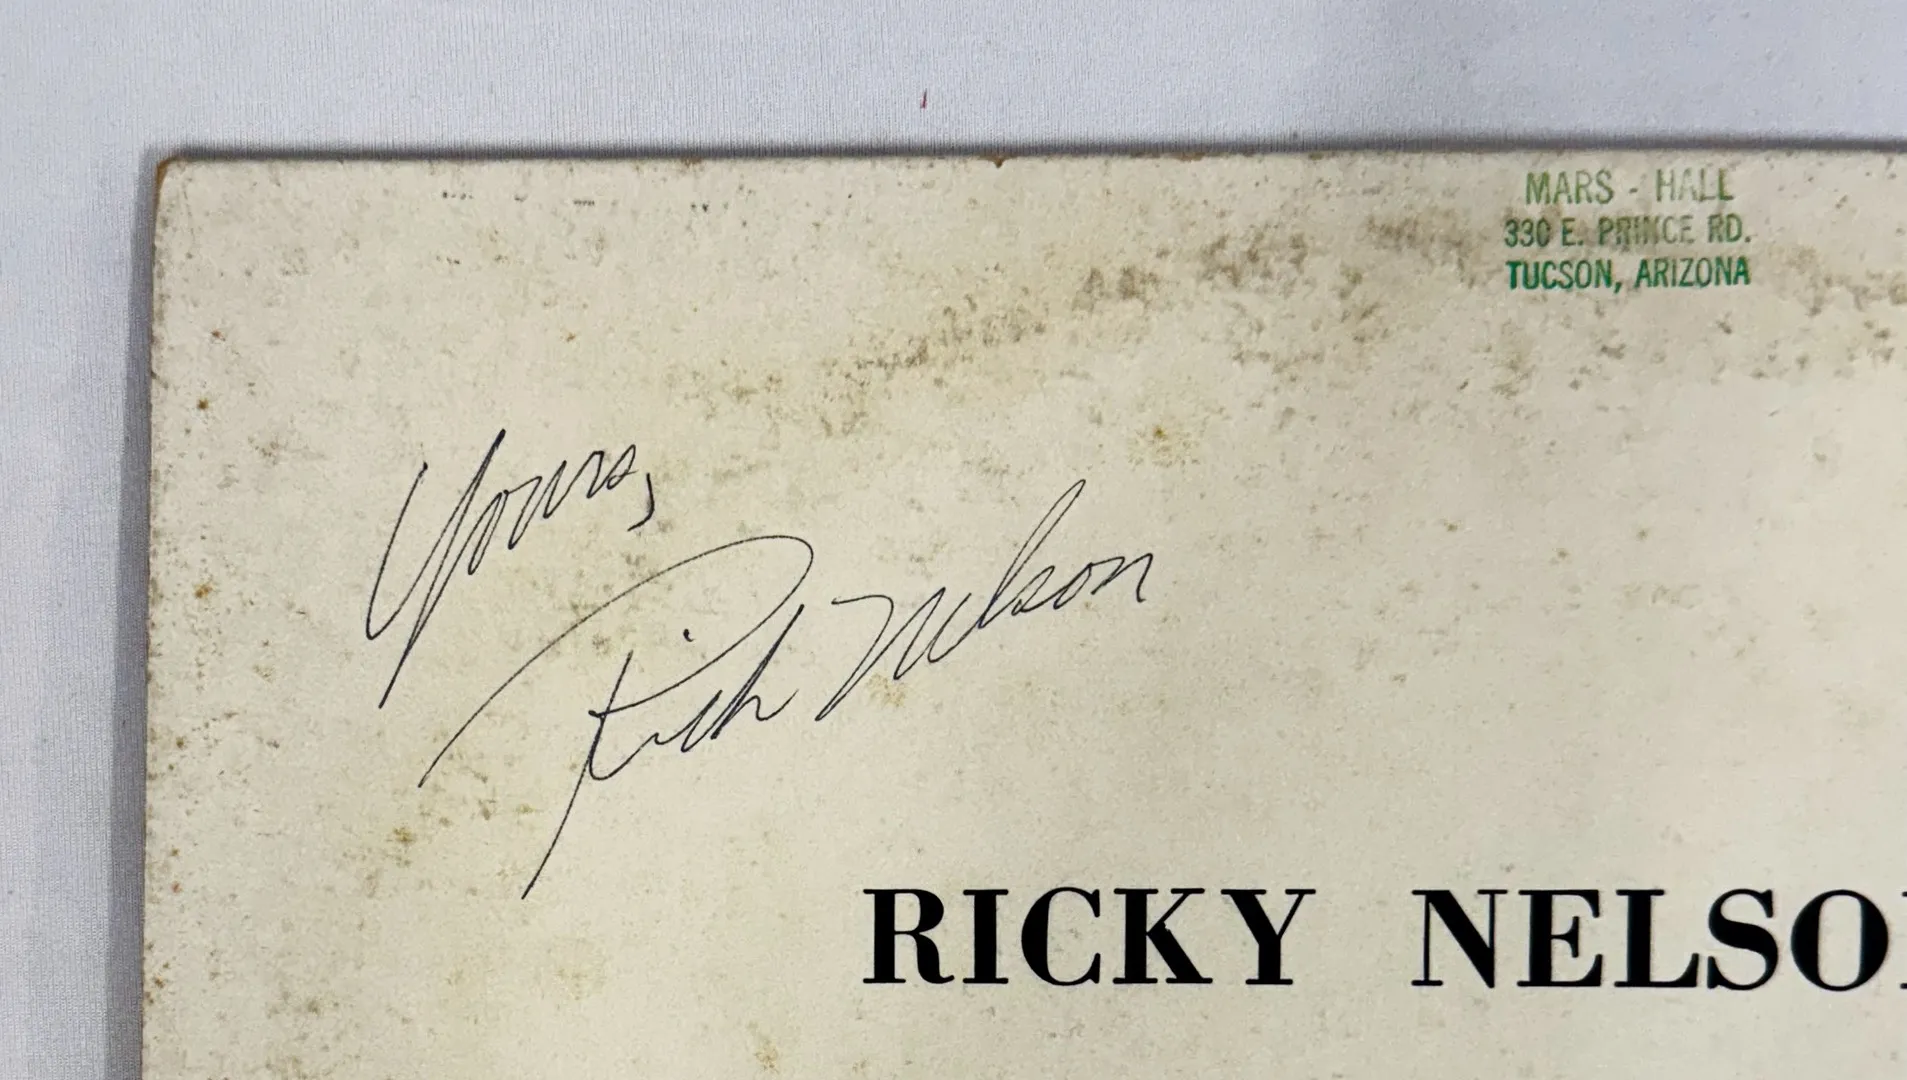 MARS - HALL
330 E. PRINCE RD.
TUCSON, ARIZONA
Yours,
Rick Nelson
RICKY NELSO